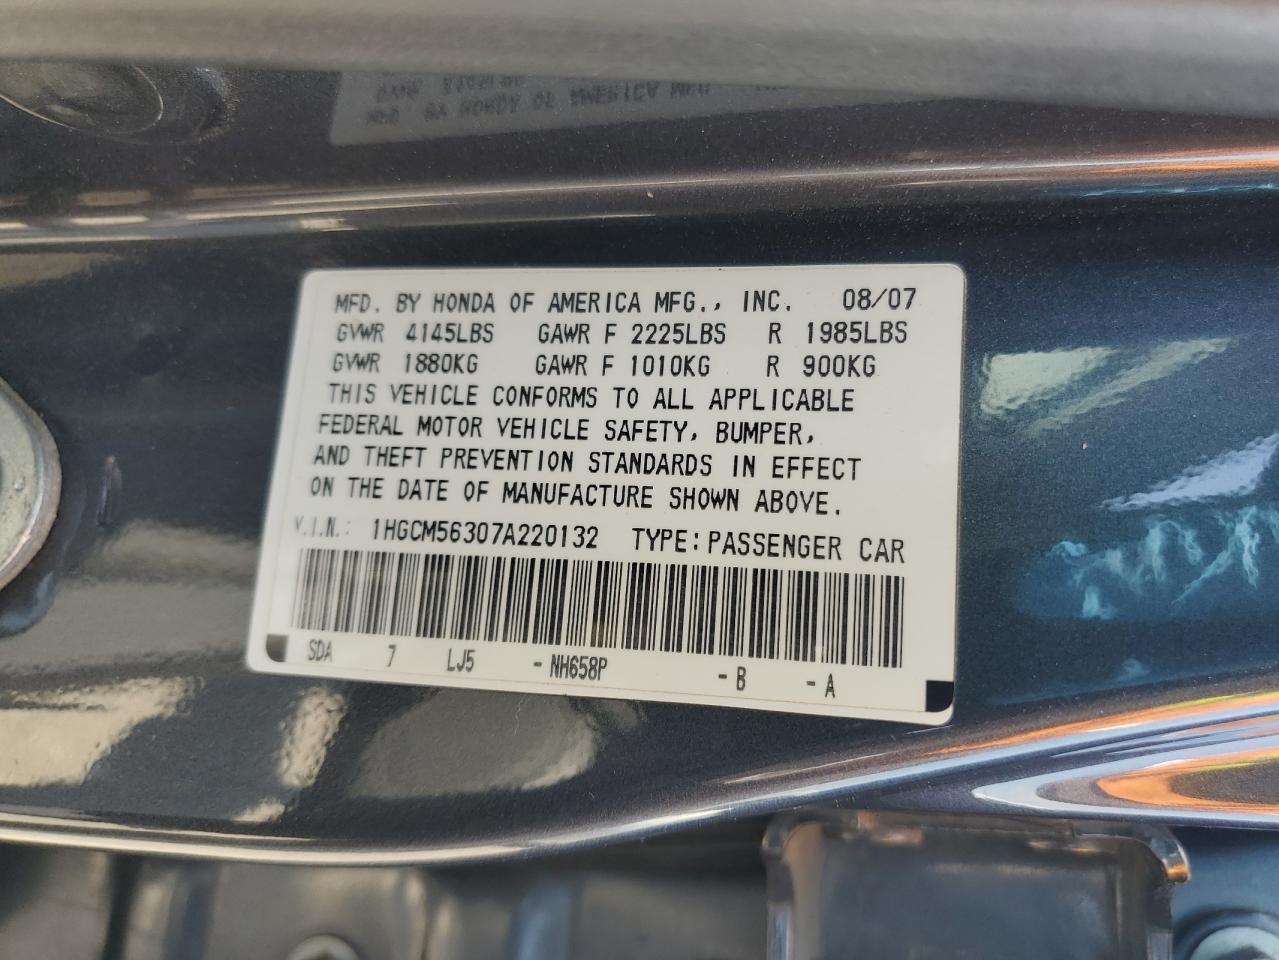 MFD. BY HONDA OF AMERICA MFG., INC. 08/07
GVWR 4145LBS GAWR F 2225LBS R 1985LBS
GVWR 1880KG GAWR F 1010KG R 900KG
THIS VEHICLE CONFORMS TO ALL APPLICABLE
FEDERAL MOTOR VEHICLE SAFETY, BUMPER,
AND THEFT PREVENTION STANDARDS IN EFFECT
ON THE DATE OF MANUFACTURE SHOWN ABOVE.
V.I.N.: 1HGCM56307A220132 TYPE: PASSENGER CAR
SDA 7 LJ5 -NH658P -B -A